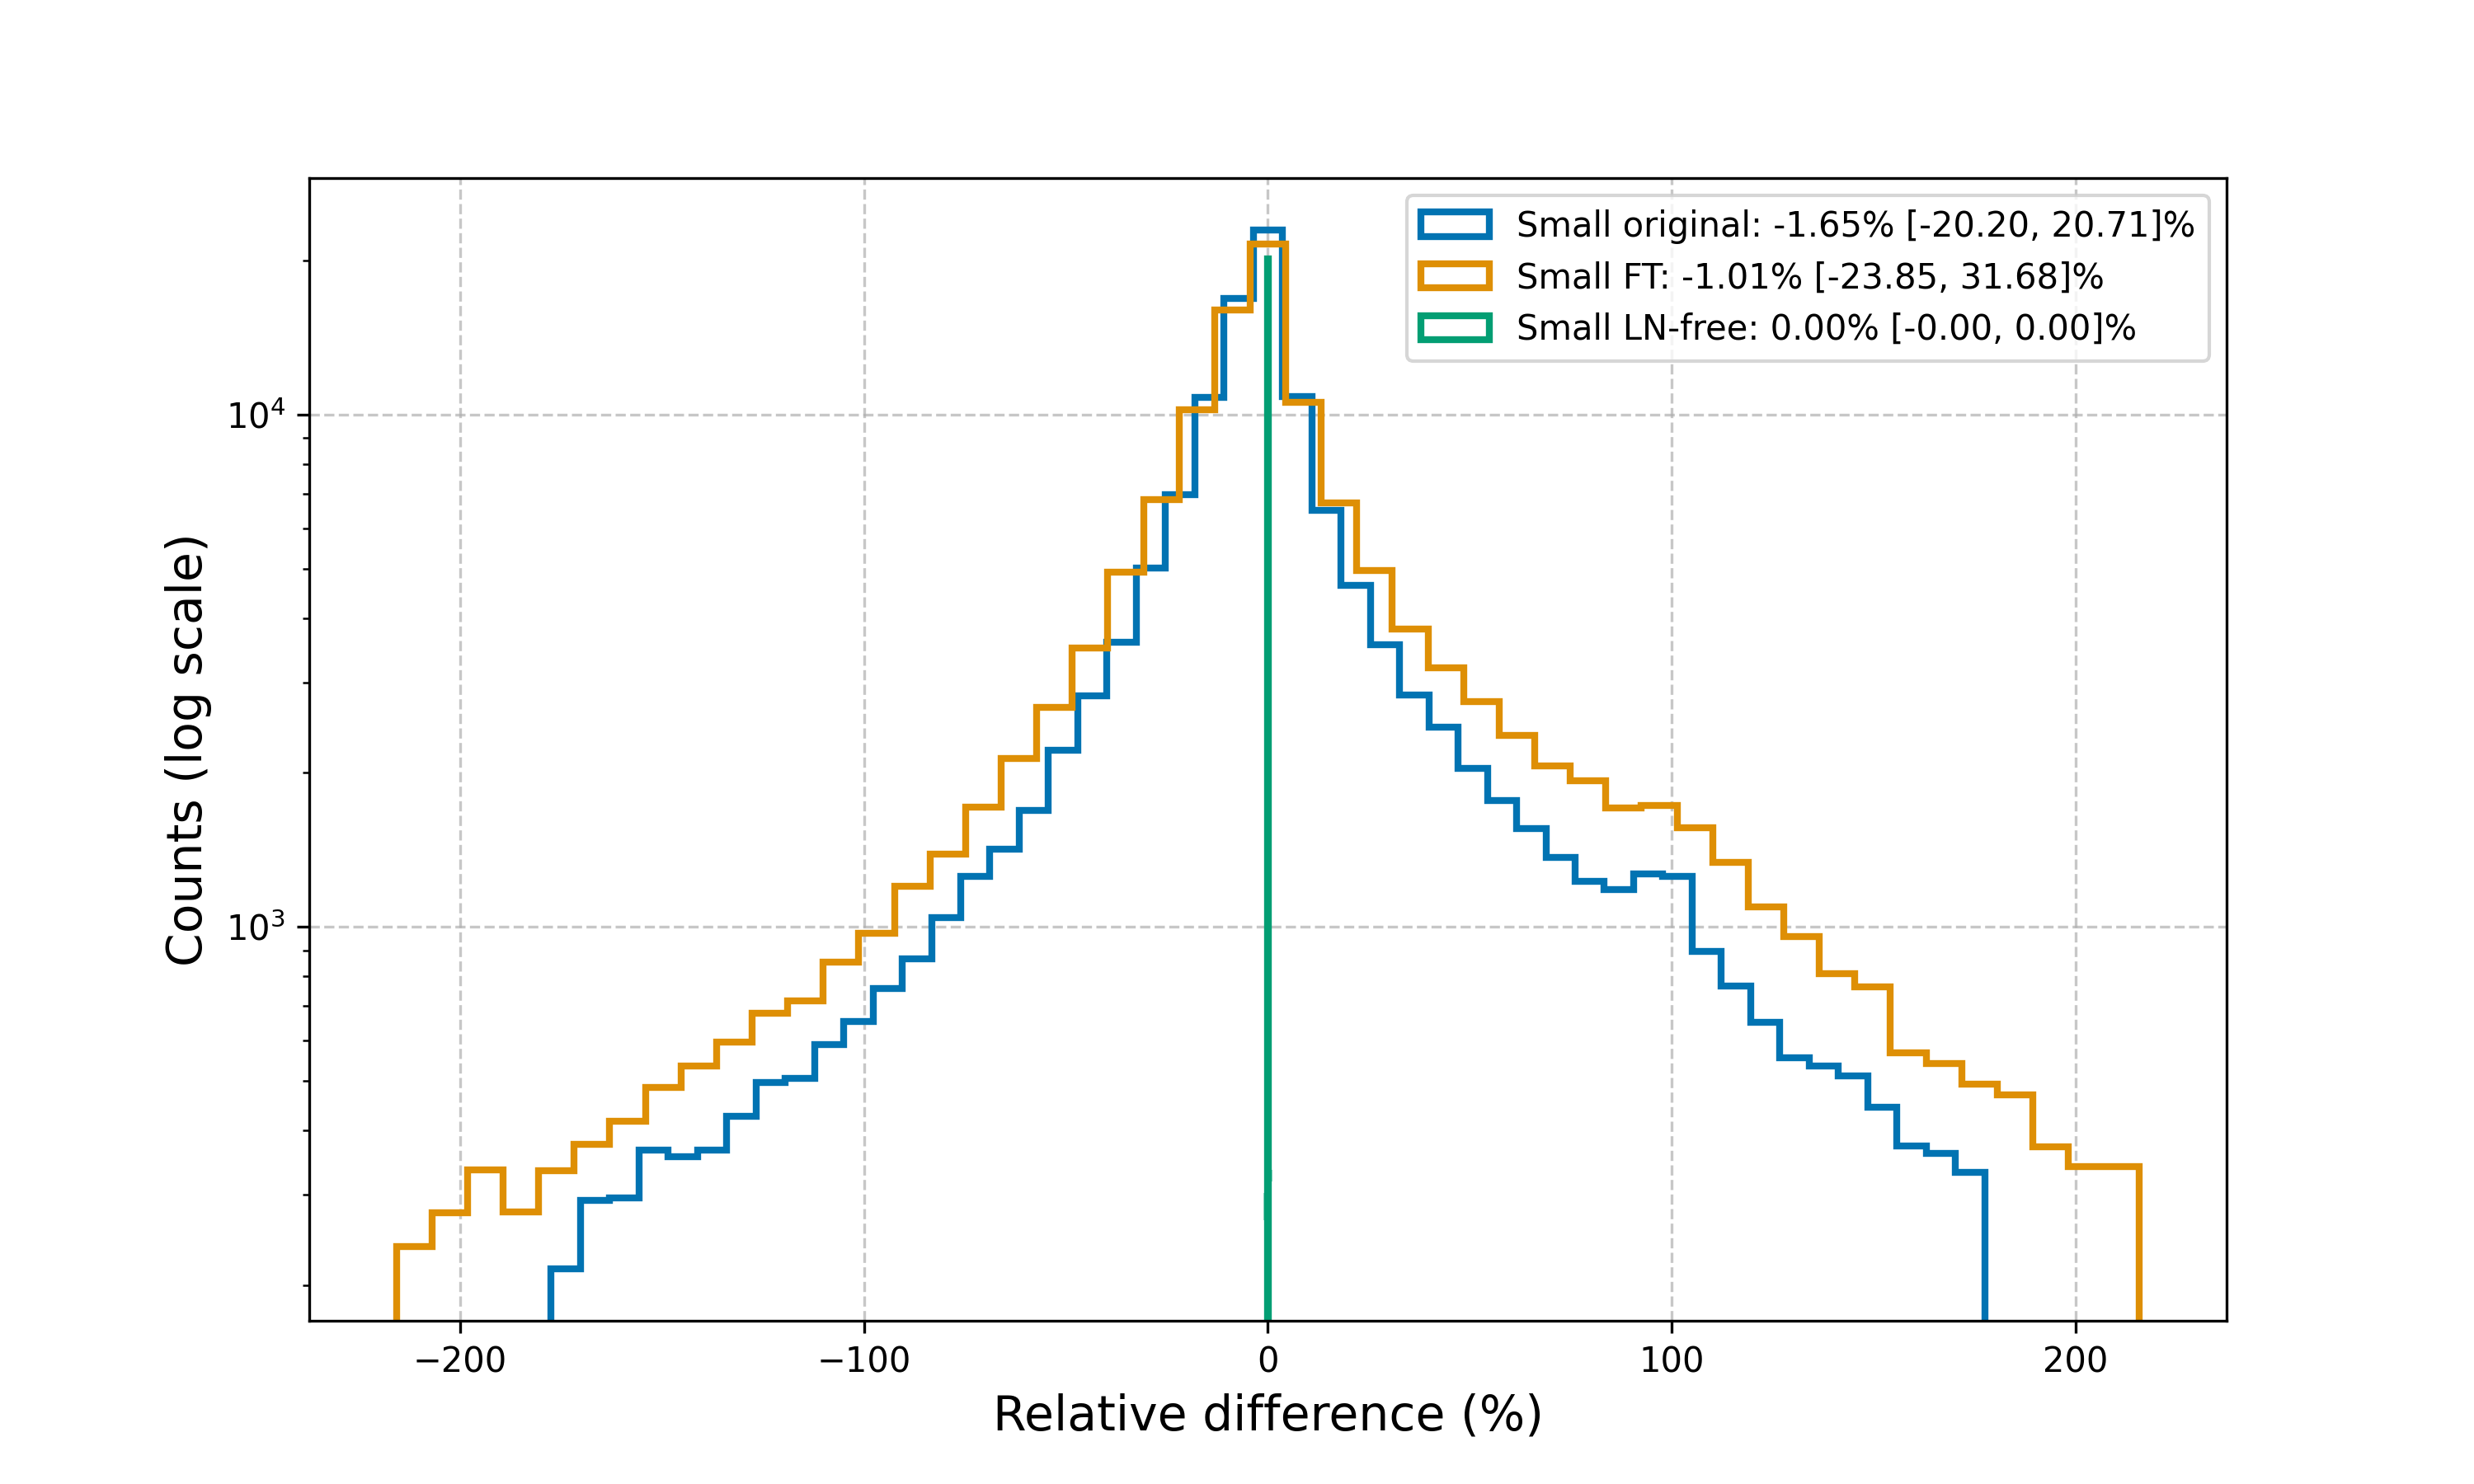 Small original: -1.65% [-20.20, 20.71]%
Small FT: -1.01% [-23.85, 31.68]%
Small LN-free: 0.00% [-0.00, 0.00]%
Counts (log scale)
10⁴
10³
−200
−100
0
100
200
Relative difference (%)